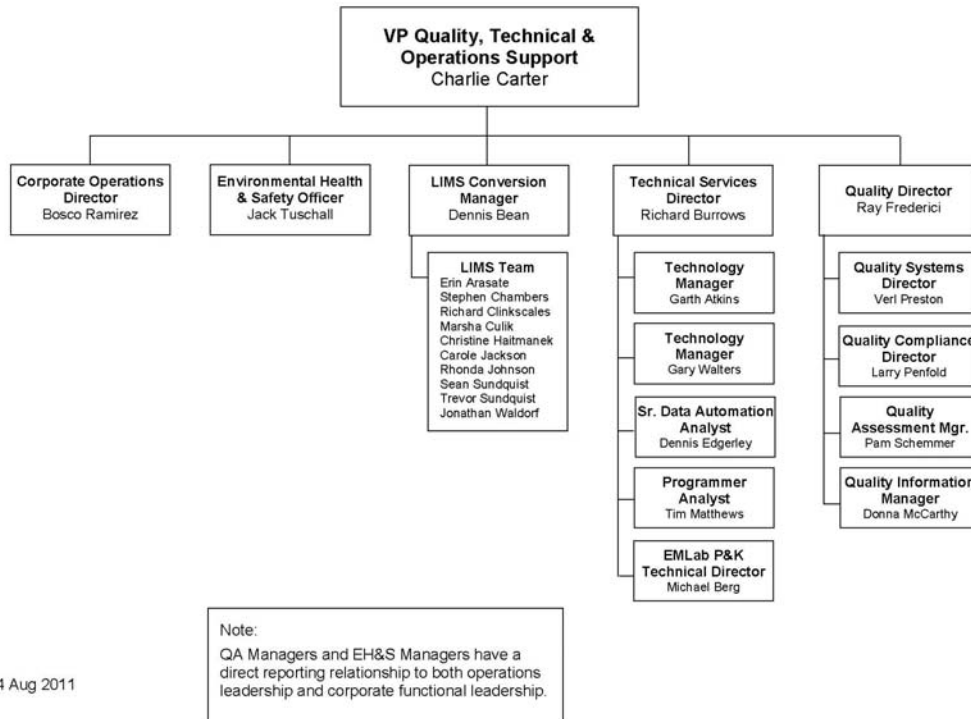 VP Quality, Technical &
Operations Support
Charlie Carter
Corporate Operations
Director
Bosco Ramirez
Environmental Health
& Safety Officer
Jack Tuschall
LIMS Conversion
Manager
Dennis Bean
Technical Services
Director
Richard Burrows
Quality Director
Ray Frederici
LIMS Team
Erin Arasate
Stephen Chambers
Richard Clinkscales
Marsha Culik
Christine Haitmanek
Carole Jackson
Rhonda Johnson
Sean Sundquist
Trevor Sundquist
Jonathan Waldorf
Technology
Manager
Garth Atkins
Technology
Manager
Gary Walters
Sr. Data Automation
Analyst
Dennis Edgerley
Programmer
Analyst
Tim Matthews
EMLab P&K
Technical Director
Michael Berg
Quality Systems
Director
Verl Preston
Quality Compliance
Director
Larry Penfold
Quality
Assessment Mgr.
Pam Schemmer
Quality Information
Manager
Donna McCarthy
Note:
QA Managers and EH&S Managers have a
direct reporting relationship to both operations
leadership and corporate functional leadership.
4 Aug 2011